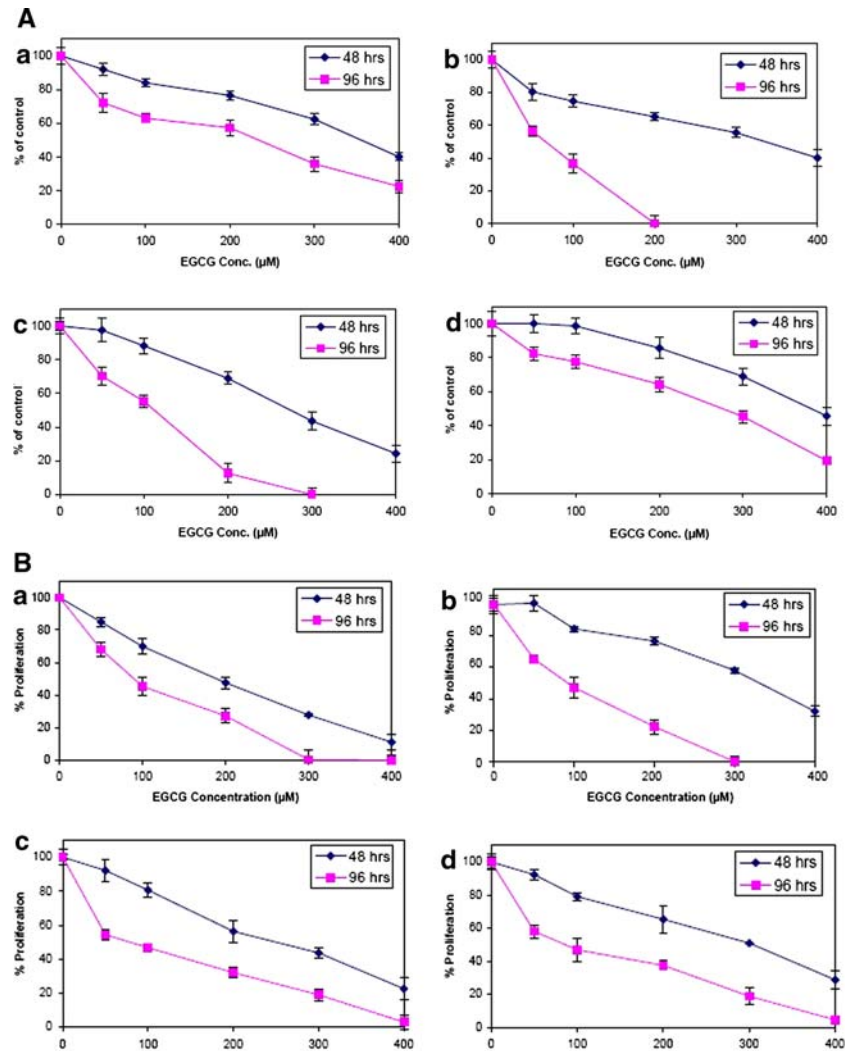 A
a
48 hrs
96 hrs
% of control
100
80
60
40
20
0
0 100 200 300 400
EGCG Conc. (µM)
b
48 hrs
96 hrs
% of control
100
80
60
40
20
0
0 100 200 300 400
EGCG Conc. (µM)
c
48 hrs
96 hrs
% of control
100
80
60
40
20
0
0 100 200 300 400
EGCG Conc. (µM)
d
48 hrs
96 hrs
% of control
100
80
60
40
20
0
0 100 200 300 400
EGCG Conc. (µM)
B
a
48 hrs
96 hrs
% Proliferation
100
80
60
40
20
0
0 100 200 300 400
EGCG Concentration (µM)
b
48 hrs
96 hrs
% Proliferation
100
80
60
40
20
0
0 100 200 300 400
EGCG Concentration (µM)
c
48 hrs
96 hrs
% Proliferation
100
80
60
40
20
0
0 100 200 300 400
d
48 hrs
96 hrs
% Proliferation
100
80
60
40
20
0
0 100 200 300 400